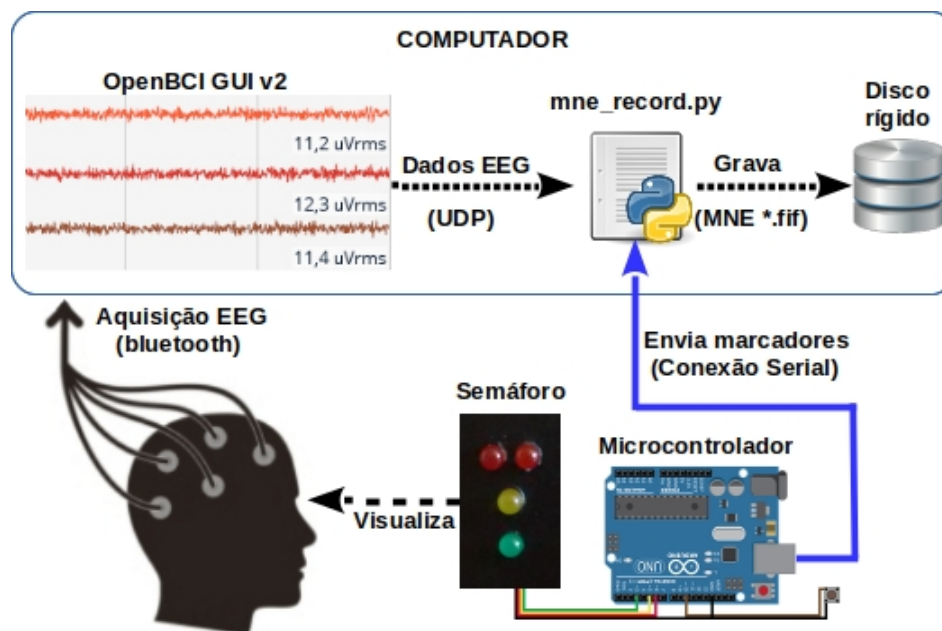 COMPUTADOR
OpenBCI GUI v2
11,2 uVrms
12,3 uVrms
11,4 uVrms
Dados EEG
(UDP)
mne_record.py
Grava
(MNE *.fif)
Disco
rígido
Aquisição EEG
(bluetooth)
Envia marcadores
(Conexão Serial)
Semáforo
Visualiza
Microcontrolador
UNO